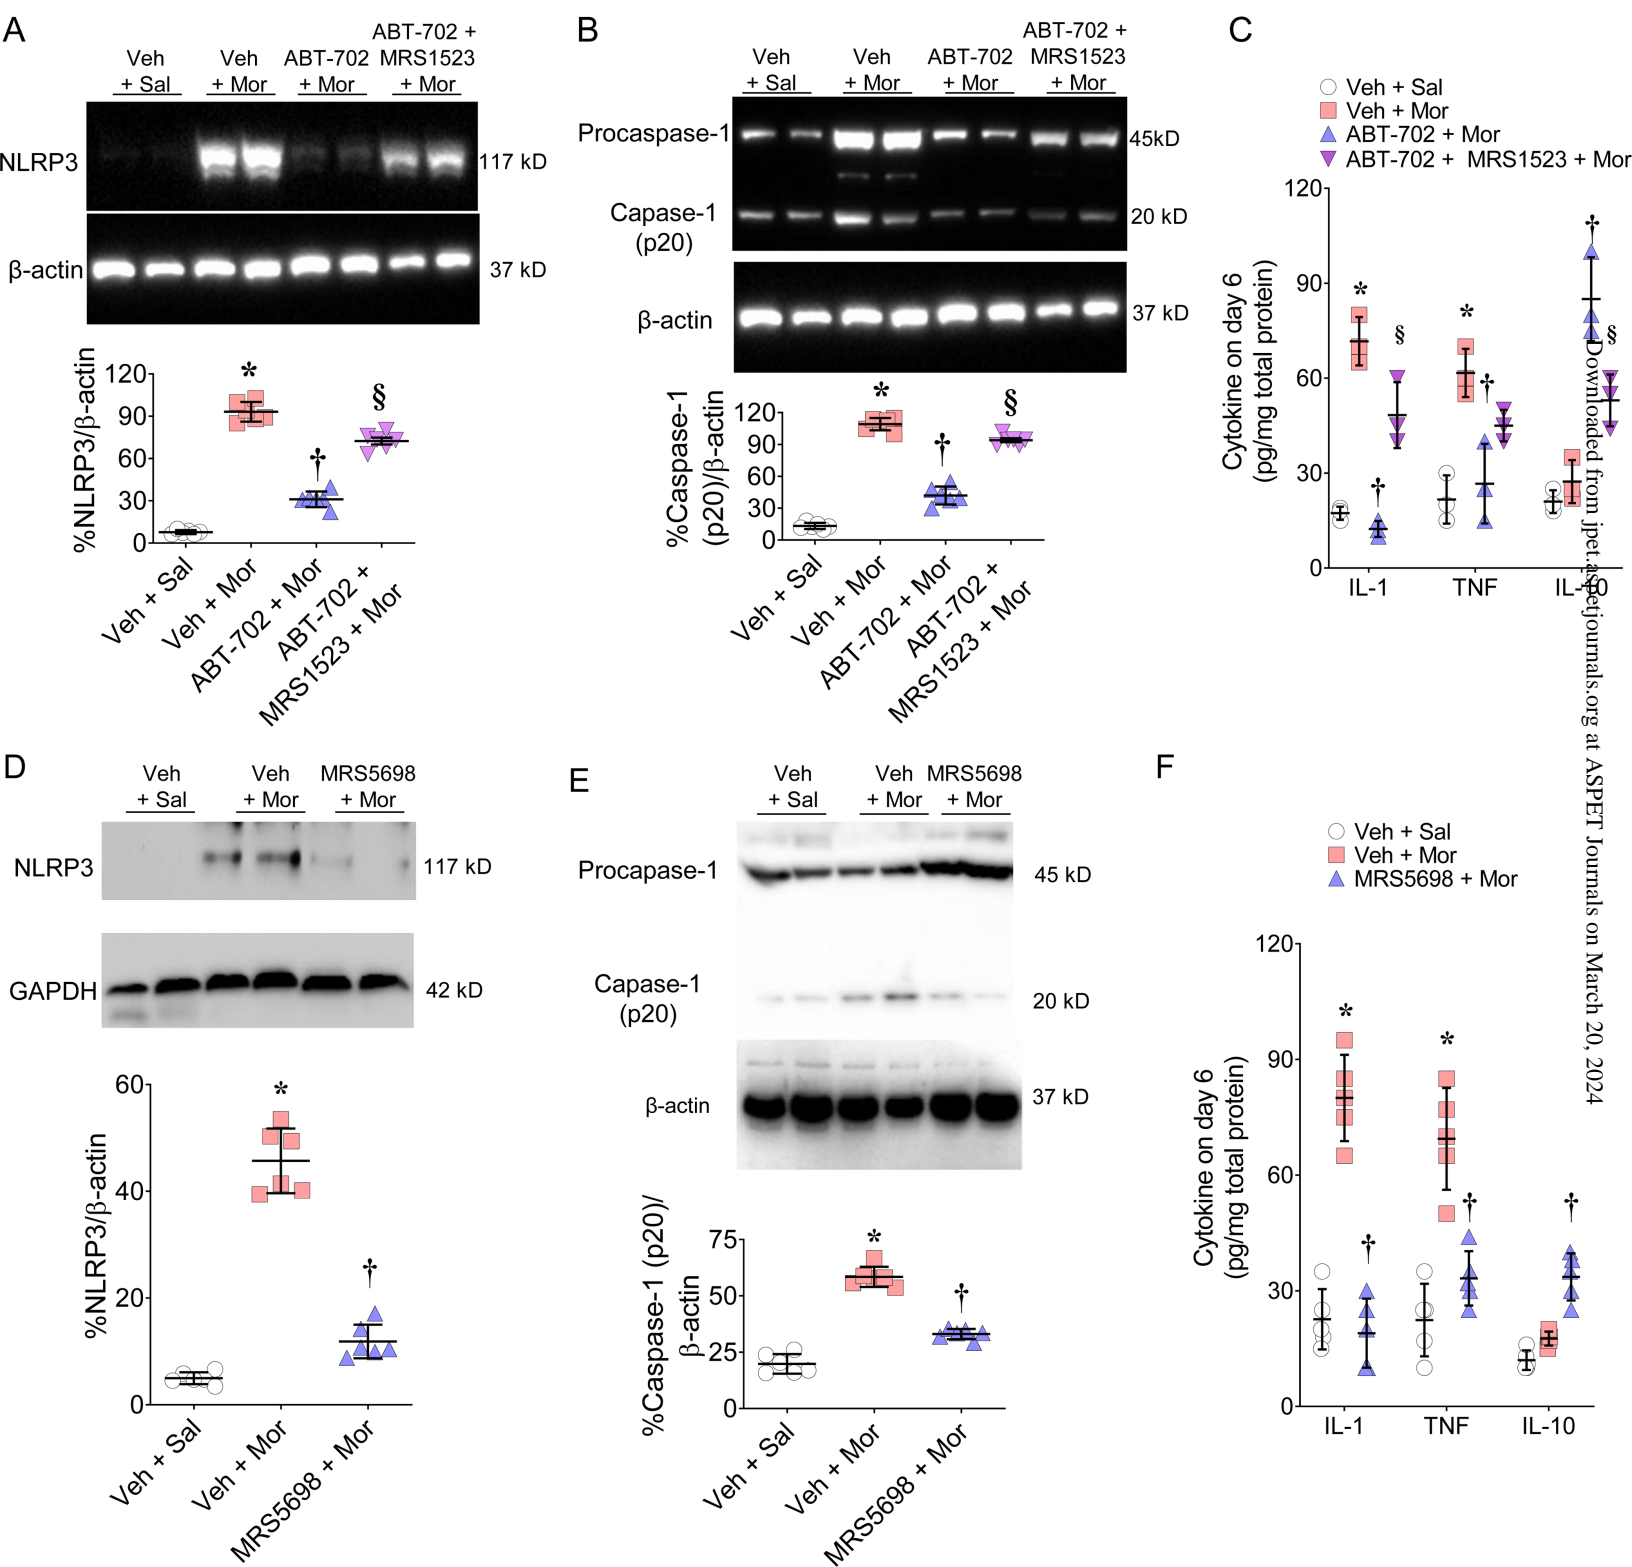 A
Veh
+ Sal
Veh
+ Mor
ABT-702
+ Mor
ABT-702 +
MRS1523
+ Mor
NLRP3
117 kD
β-actin
37 kD
%NLRP3/β-actin
120
90
60
30
0
*
†
§
Veh + Sal
Veh + Mor
ABT-702 + Mor
ABT-702 +
MRS1523 + Mor
B
Veh
+ Sal
Veh
+ Mor
ABT-702
+ Mor
ABT-702 +
MRS1523
+ Mor
Procaspase-1
45kD
Capase-1
(p20)
20 kD
β-actin
37 kD
%Caspase-1
(p20)/β-actin
120
90
60
30
0
*
†
§
Veh + Sal
Veh + Mor
ABT-702 + Mor
ABT-702 +
MRS1523 + Mor
C
Veh + Sal
Veh + Mor
ABT-702 + Mor
ABT-702 + MRS1523 + Mor
Cytokine on day 6
(pg/mg total protein)
120
90
60
30
0
*
†
§
*
†
†
§
IL-1
TNF
IL-10
D
Veh
+ Sal
Veh
+ Mor
MRS5698
+ Mor
NLRP3
117 kD
GAPDH
42 kD
%NLRP3/β-actin
60
40
20
0
*
†
Veh + Sal
Veh + Mor
MRS5698 + Mor
E
Veh
+ Sal
Veh
+ Mor
MRS5698
+ Mor
Procapase-1
45 kD
Capase-1
(p20)
20 kD
β-actin
37 kD
%Caspase-1 (p20)/
β-actin
75
50
25
0
*
†
Veh + Sal
Veh + Mor
MRS5698 + Mor
F
Veh + Sal
Veh + Mor
MRS5698 + Mor
Cytokine on day 6
(pg/mg total protein)
120
90
60
30
0
*
†
*
†
†
IL-1
TNF
IL-10
Downloaded from jpet.aspetjournals.org at ASPET Journals on March 20, 2024